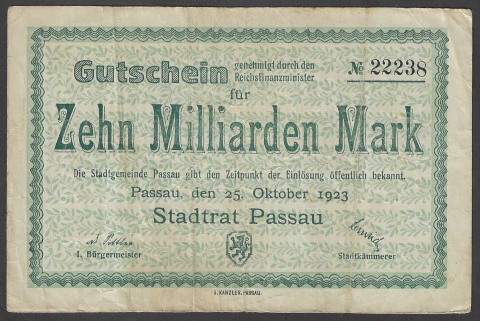 Gutschein genehmigt durch den Reichsfinanzminister
№ 22238
für
Zehn Milliarden Mark
Die Stadtgemeinde Passau gibt den Zeitpunkt der Einlösung öffentlich bekannt.
Passau, den 25. Oktober 1923
Stadtrat Passau
I. Bürgermeister
Stadtkämmerer
G. KANZLER, PASSAU.